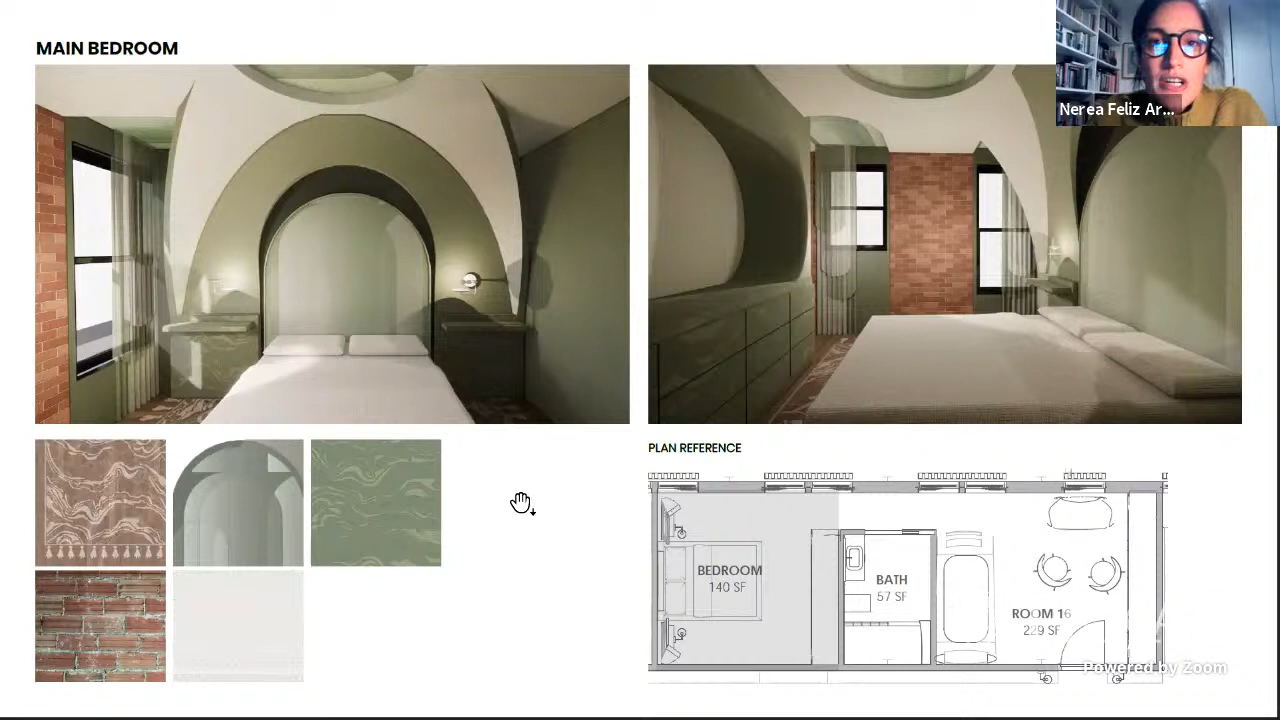 MAIN BEDROOM
Nerea Feliz Ar...
PLAN REFERENCE
BEDROOM
140 SF
BATH
57 SF
ROOM 16
229 SF
Powered by Zoom